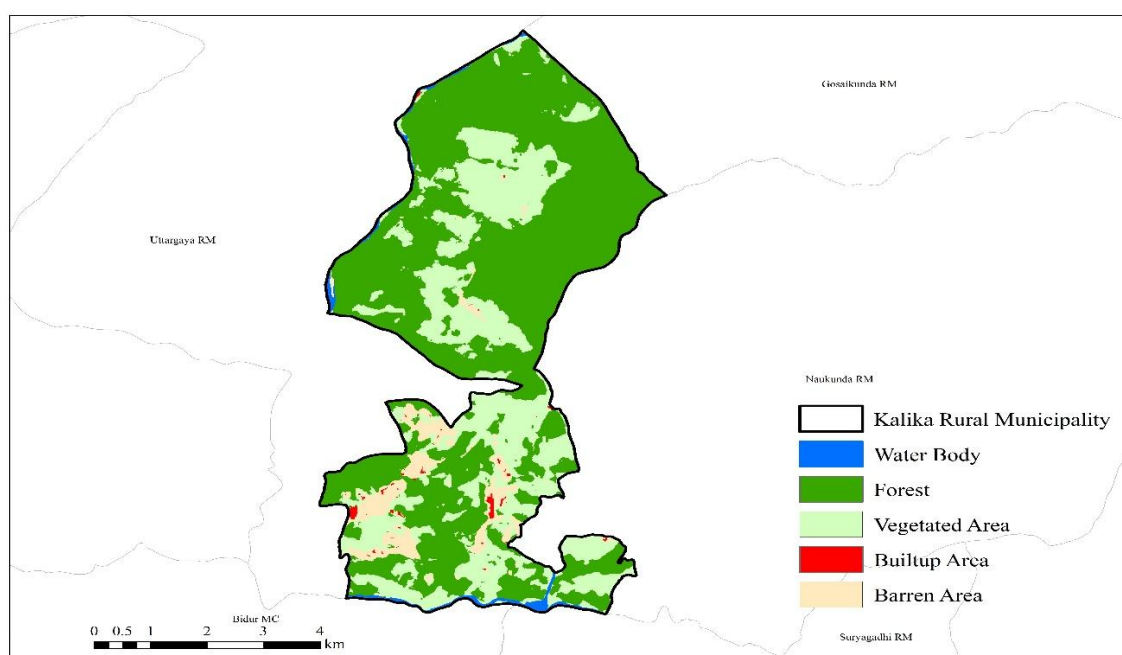 Gosaikunda RM
Uttargaya RM
Naukunda RM
Kalika Rural Municipality
Water Body
Forest
Vegetated Area
Builtup Area
Barren Area
Bidur MC
Suryagadhi RM
0 0.5 1 2 3 4
km